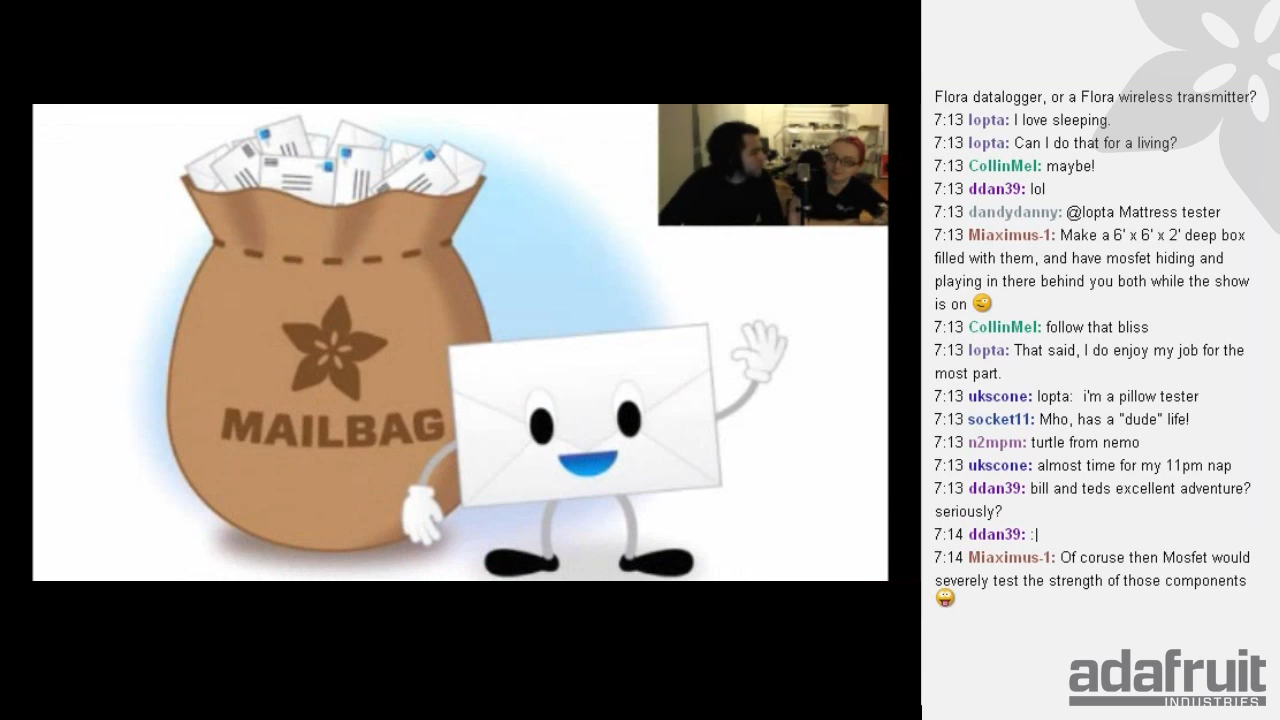 MAILBAG
Flora datalogger, or a Flora wireless transmitter?
7:13 lopta: I love sleeping.
7:13 lopta: Can I do that for a living?
7:13 CollinMel: maybe!
7:13 ddan39: lol
7:13 dandydanny: @lopta Mattress tester
7:13 Miaximus-1: Make a 6' x 6' x 2' deep box
filled with them, and have mosfet hiding and
playing in there behind you both while the show
is on
7:13 CollinMel: follow that bliss
7:13 lopta: That said, I do enjoy my job for the
most part.
7:13 ukscone: lopta: i'm a pillow tester
7:13 socket11: Mho, has a "dude" life!
7:13 n2mpm: turtle from nemo
7:13 ukscone: almost time for my 11pm nap
7:13 ddan39: bill and teds excellent adventure?
seriously?
7:14 ddan39: :|
7:14 Miaximus-1: Of coruse then Mosfet would
severely test the strength of those components
adafruit
INDUSTRIES